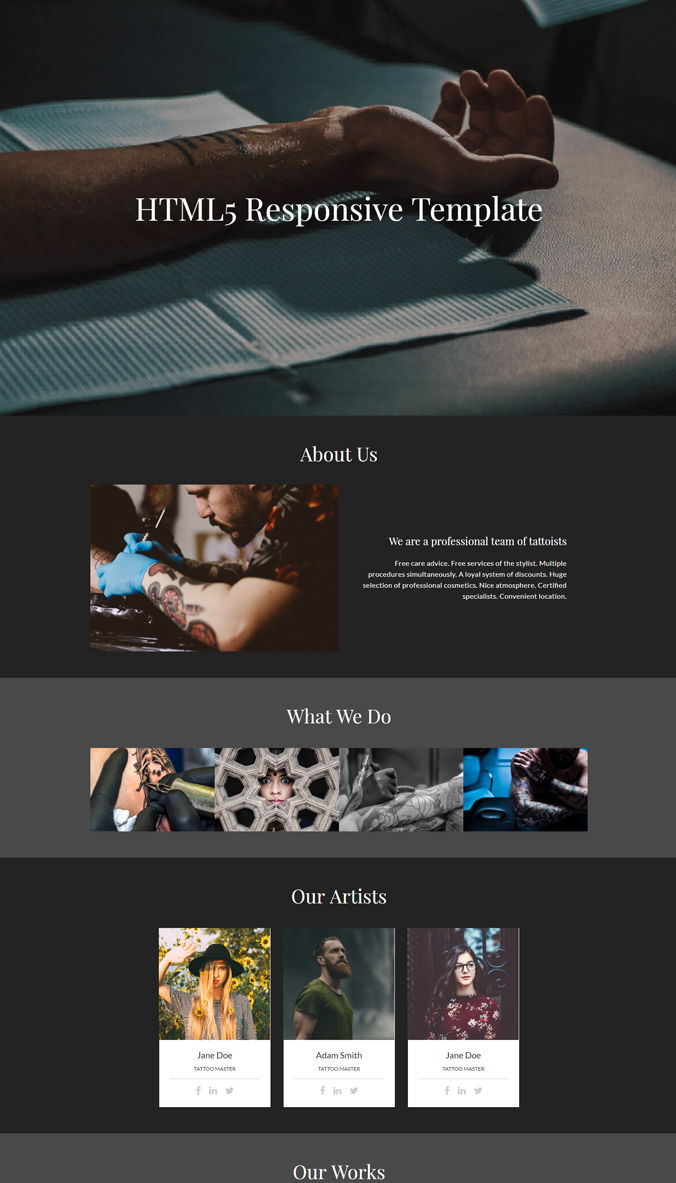 HTML5 Responsive Template
About Us
We are a professional team of tattoists
Free care advice. Free services of the stylist. Multiple
procedures simultaneously. A loyal system of discounts. Huge
selection of professional cosmetics. Nice atmosphere. Certified
specialists. Convenient location.
What We Do
Our Artists
Jane Doe
TATTOO MASTER
Adam Smith
TATTOO MASTER
Jane Doe
TATTOO MASTER
Our Works